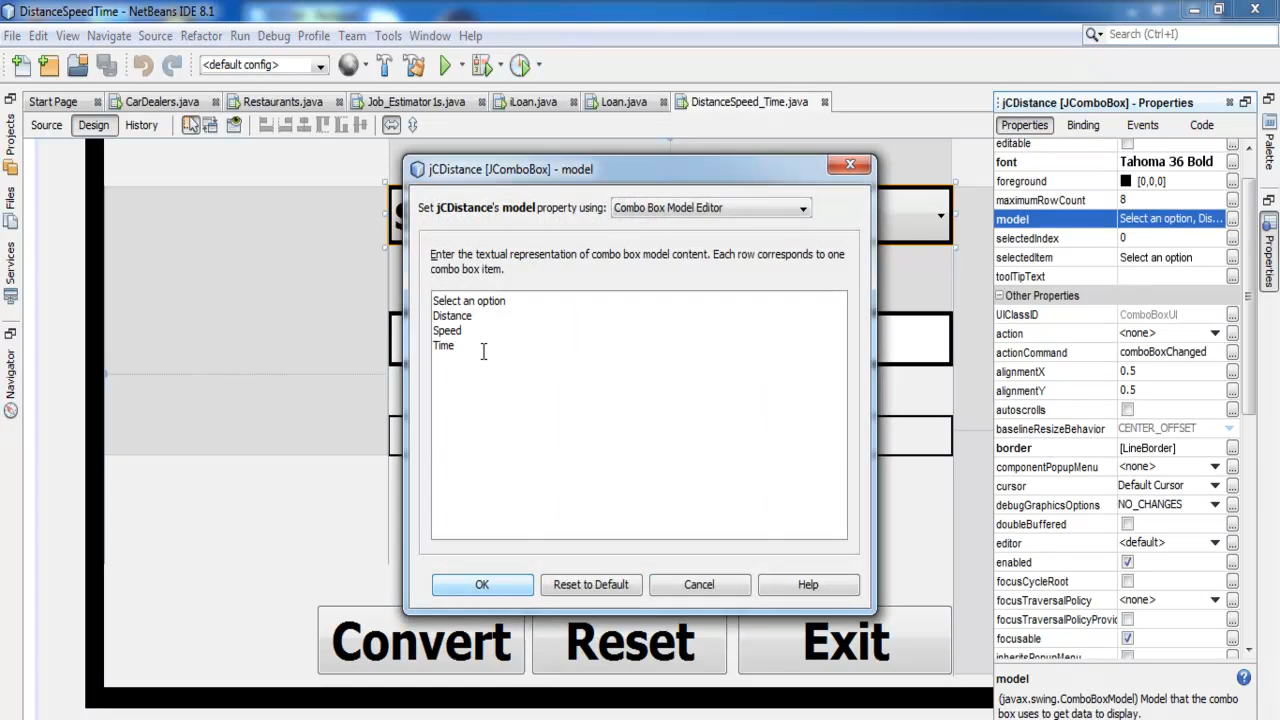 DistanceSpeedTime - NetBeans IDE 8.1
File Edit View Navigate Source Refactor Run Debug Profile Team Tools Window Help
Search (Ctrl+I)
<default config>
Start Page CarDealers.java Restaurants.java Job_Estimator1s.java iLoan.java Loan.java DistanceSpeed_Time.java
Source Design History
Projects
Files
Services
Navigator
jCDistance [JComboBox] - model
Set jCDistance's model property using: Combo Box Model Editor
Enter the textual representation of combo box model content. Each row corresponds to one
combo box item.
Select an option
Distance
Speed
Time
OK Reset to Default Cancel Help
Convert Reset Exit
jCDistance [JComboBox] - Properties
Properties Binding Events Code
editable
font Tahoma 36 Bold
foreground [0,0,0]
maximumRowCount 8
model Select an option, Dis...
selectedIndex 0
selectedItem Select an option
toolTipText
Other Properties
UIClassID ComboBoxUI
action <none>
actionCommand comboBoxChanged
alignmentX 0.5
alignmentY 0.5
autoscrolls
baselineResizeBehavior CENTER_OFFSET
border [LineBorder]
componentPopupMenu <none>
cursor Default Cursor
debugGraphicsOptions NO_CHANGES
doubleBuffered
editor <default>
enabled
focusCycleRoot
focusTraversalPolicy <none>
focusTraversalPolicyProvic
focusable
inheritsPopupMenu
model
(javax.swing.ComboBoxModel) Model that the combo
box uses to get data to display.
Palette
Properties